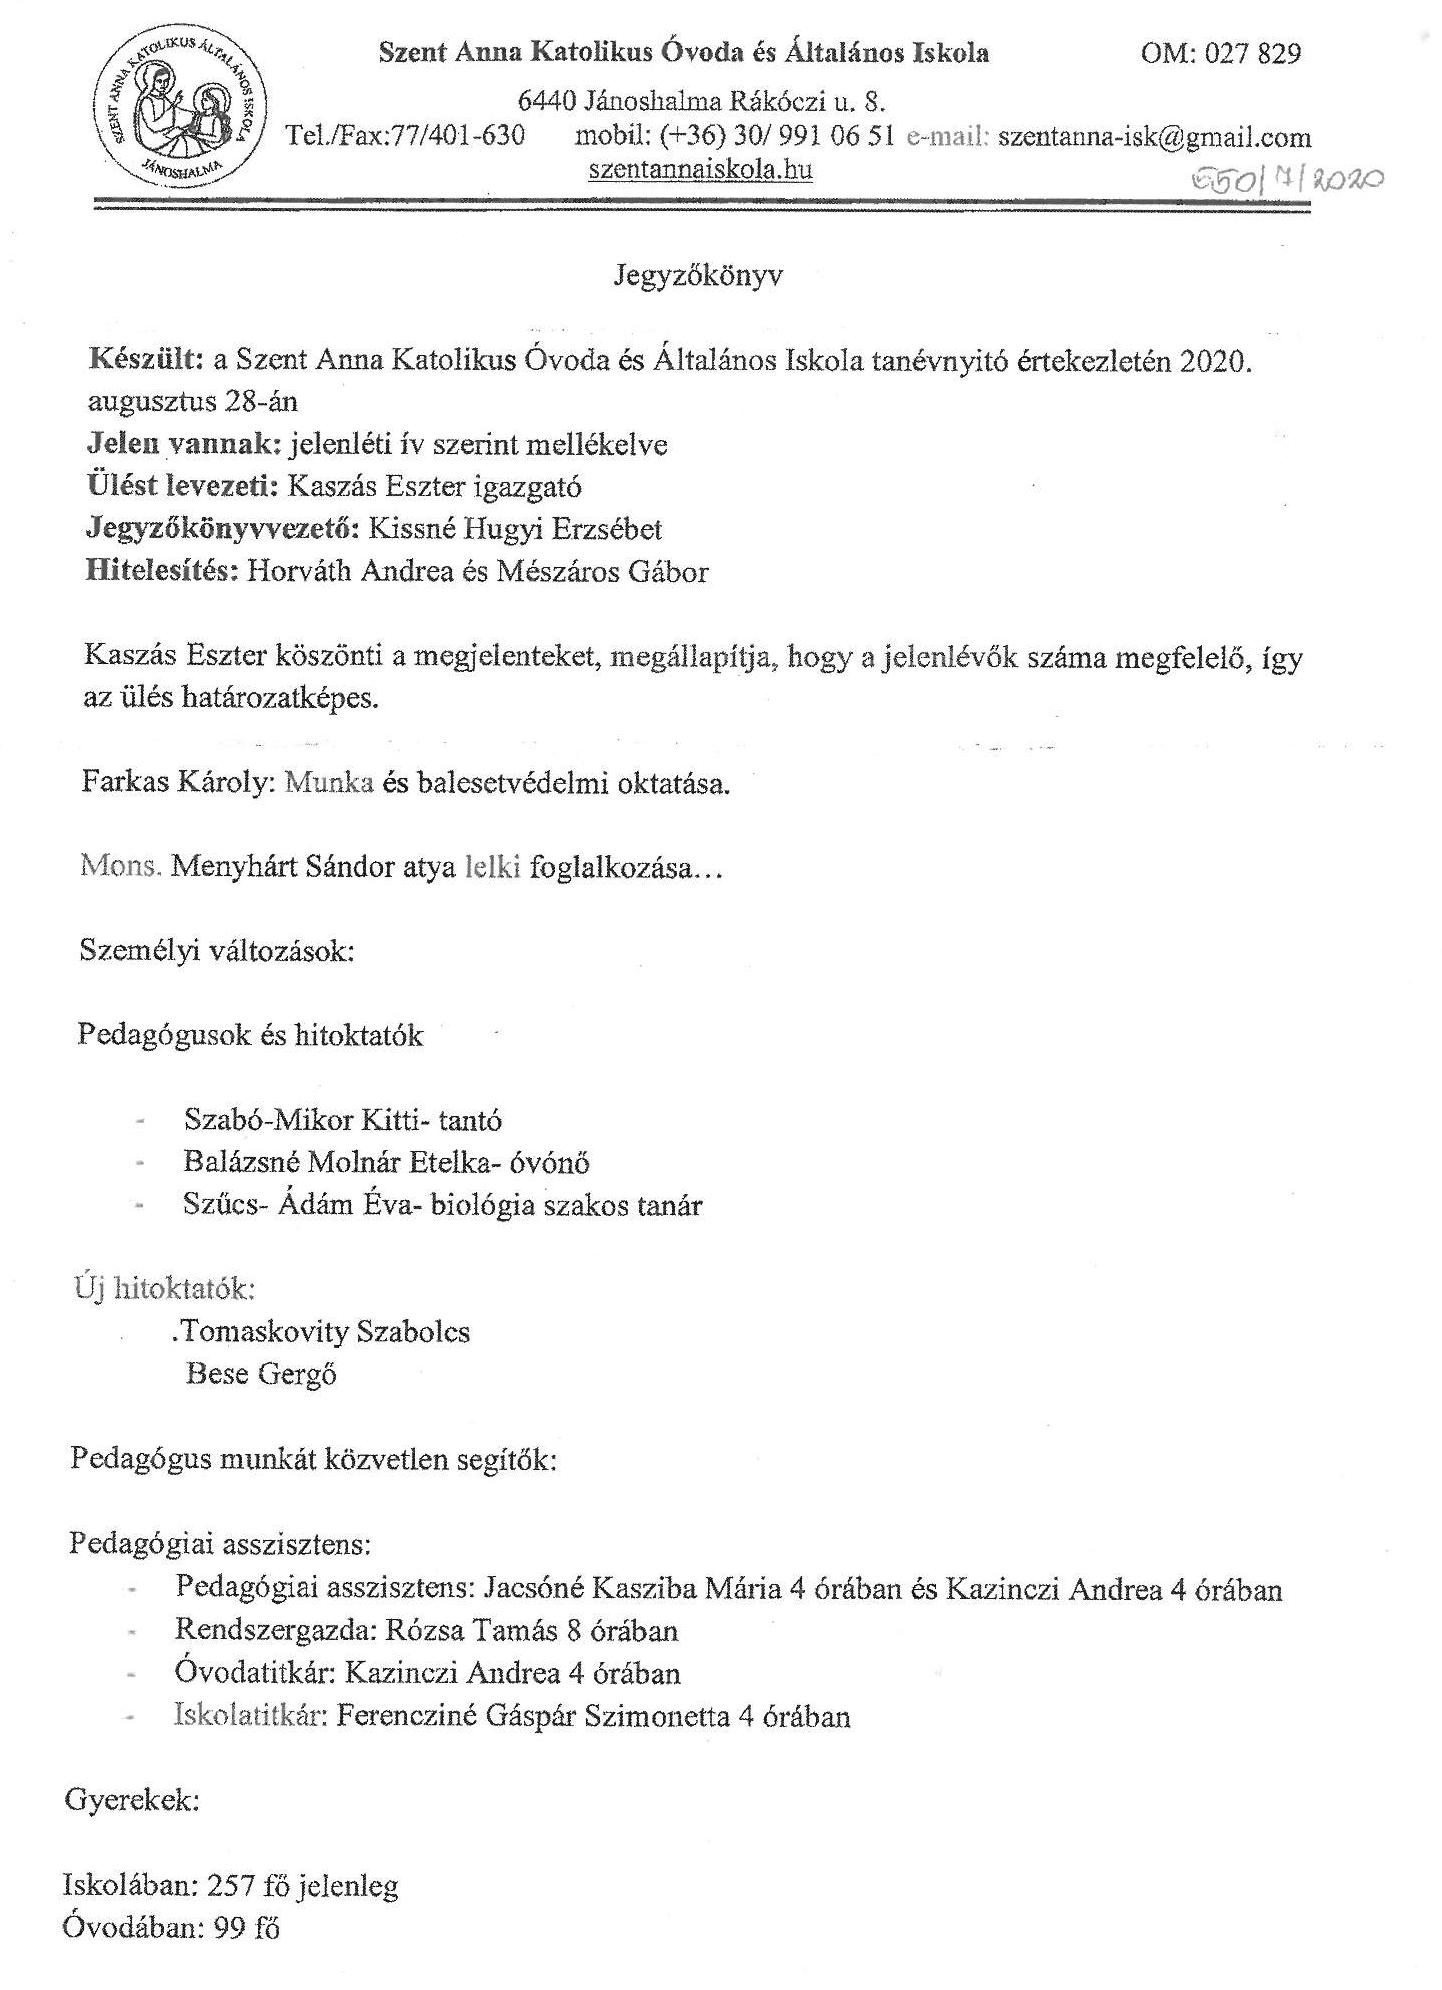 SZENT ANNA KATOLIKUS ÁLTALÁNOS ISKOLA
JÁNOSHALMA
Szent Anna Katolikus Óvoda és Általános Iskola OM: 027 829
6440 Jánoshalma Rákóczi u. 8.
Tel./Fax:77/401-630 mobil: (+36) 30/ 991 06 51 e-mail: szentanna-isk@gmail.com
szentannaiskola.hu
550/7/2020
Jegyzőkönyv
Készült: a Szent Anna Katolikus Óvoda és Általános Iskola tanévnyitó értekezletén 2020.
augusztus 28-án
Jelen vannak: jelenléti ív szerint mellékelve
Ülést levezeti: Kaszás Eszter igazgató
Jegyzőkönyvvezető: Kissné Hugyi Erzsébet
Hitelesítés: Horváth Andrea és Mészáros Gábor
Kaszás Eszter köszönti a megjelenteket, megállapítja, hogy a jelenlévők száma megfelelő, így
az ülés határozatképes.
Farkas Károly: Munka és balesetvédelmi oktatása.
Mons. Menyhárt Sándor atya lelki foglalkozása...
Személyi változások:
Pedagógusok és hitoktatók
- Szabó-Mikor Kitti- tantó
- Balázsné Molnár Etelka- óvónő
- Szűcs- Ádám Éva- biológia szakos tanár
Új hitoktatók:
.Tomaskovity Szabolcs
Bese Gergő
Pedagógus munkát közvetlen segítők:
Pedagógiai asszisztens:
- Pedagógiai asszisztens: Jacsóné Kasziba Mária 4 órában és Kazinczi Andrea 4 órában
- Rendszergazda: Rózsa Tamás 8 órában
- Óvodatitkár: Kazinczi Andrea 4 órában
- Iskolatitkár: Ferencziné Gáspár Szimonetta 4 órában
Gyerekek:
Iskolában: 257 fő jelenleg
Óvodában: 99 fő